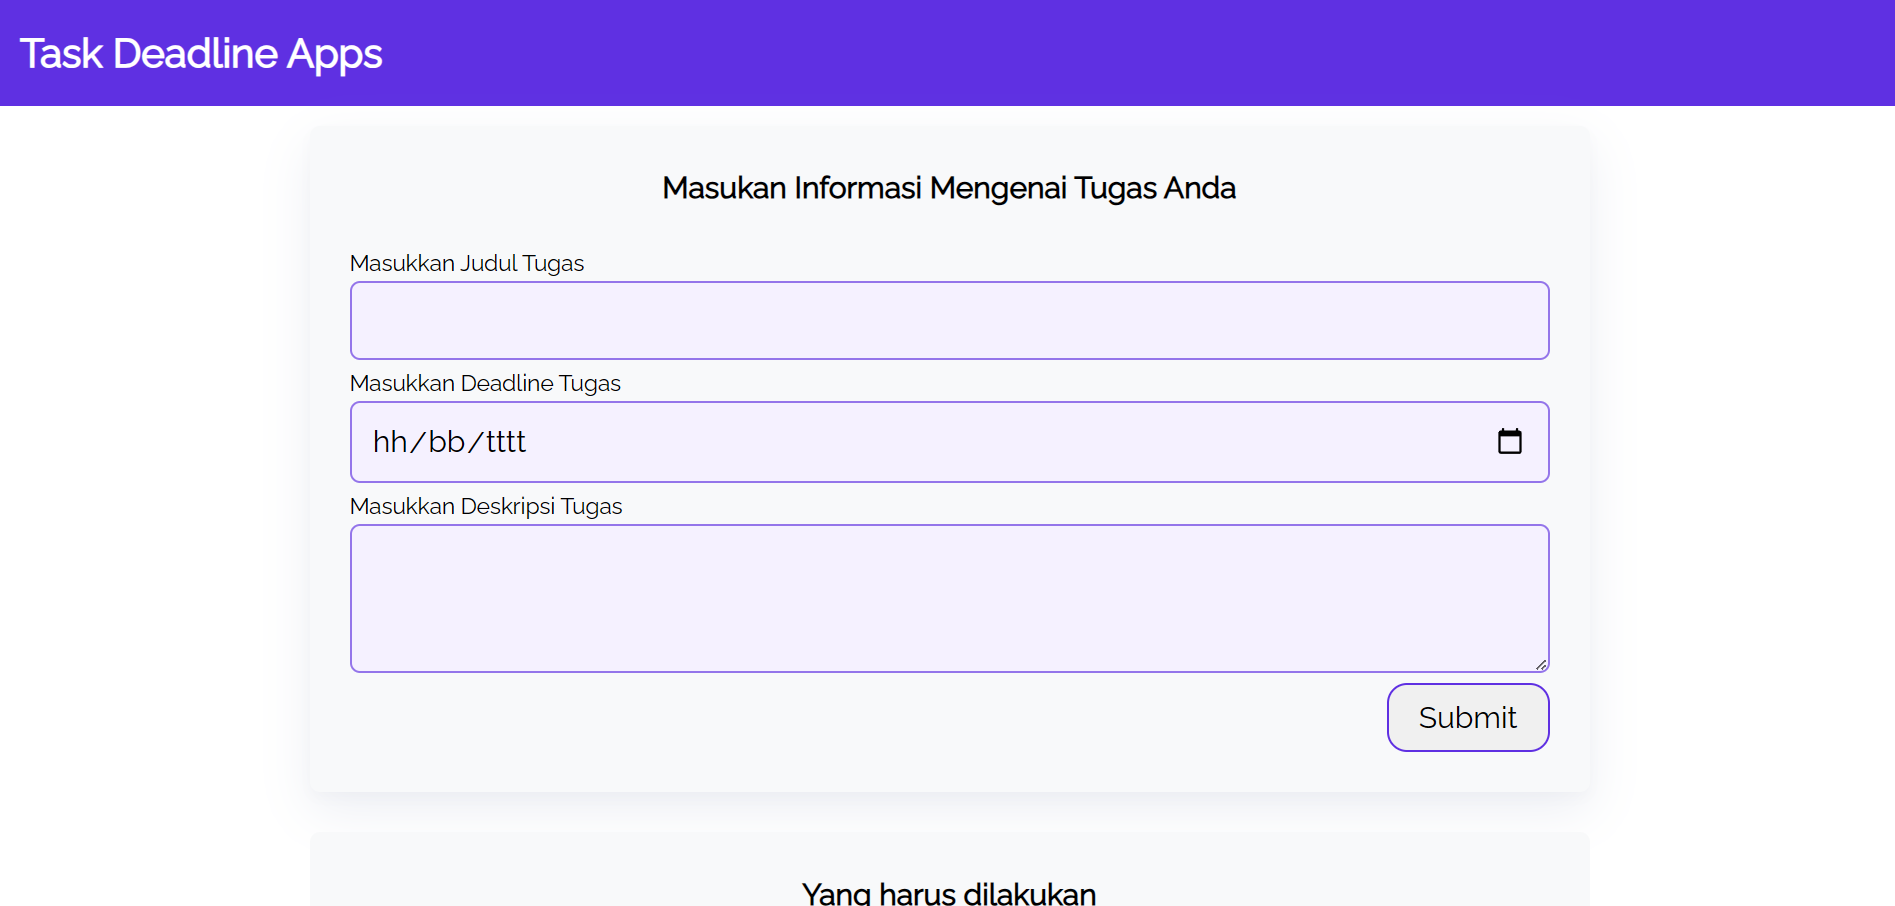 Task Deadline Apps
Masukan Informasi Mengenai Tugas Anda
Masukkan Judul Tugas
Masukkan Deadline Tugas
hh/bb/tttt
Masukkan Deskripsi Tugas
Submit
Yang harus dilakukan